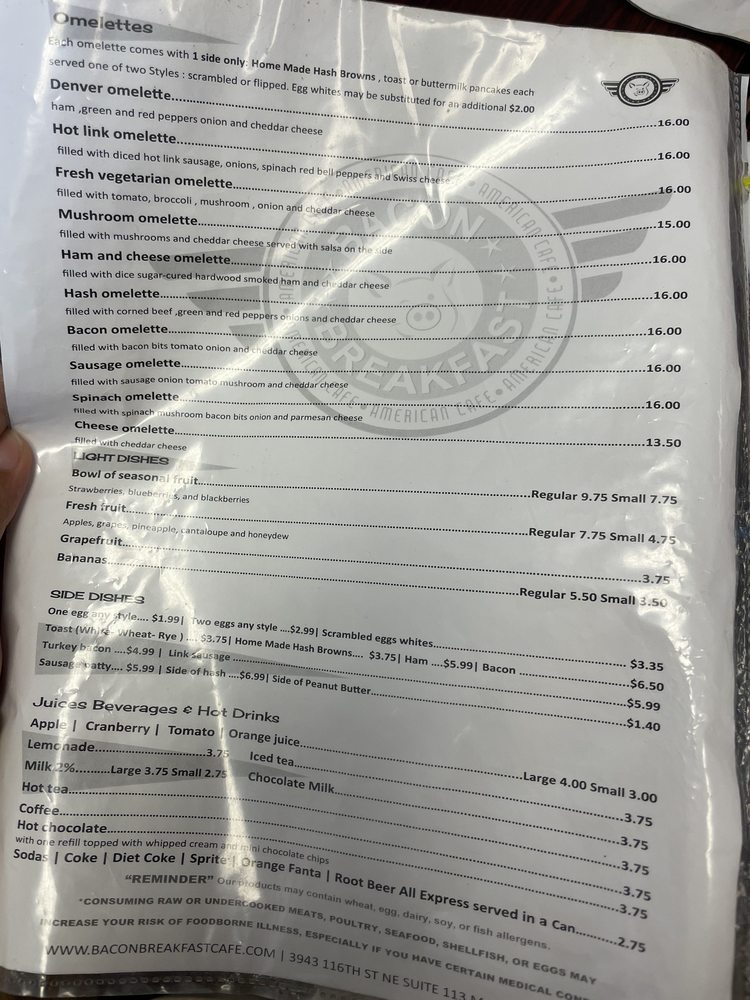 Omelettes
Each omelette comes with 1 side only: Home Made Hash Browns , toast or buttermilk pancakes each
served one of two Styles : scrambled or flipped. Egg whites may be substituted for an additional $2.00
Denver omelette....................16.00
ham ,green and red peppers onion and cheddar cheese
Hot link omelette....................16.00
filled with diced hot link sausage, onions, spinach red bell peppers and Swiss cheese
Fresh vegetarian omelette....................16.00
filled with tomato, broccoli , mushroom , onion and cheddar cheese
Mushroom omelette....................15.00
filled with mushrooms and cheddar cheese served with salsa on the side
Ham and cheese omelette....................16.00
filled with dice sugar-cured hardwood smoked ham and cheddar cheese
Hash omelette....................16.00
filled with corned beef ,green and red peppers onions and cheddar cheese
Bacon omelette....................16.00
filled with bacon bits tomato onion and cheddar cheese
Sausage omelette....................16.00
filled with sausage onion tomato mushroom and cheddar cheese
Spinach omelette....................16.00
filled with spinach mushroom bacon bits onion and parmesan cheese
Cheese omelette....................13.50
filled with cheddar cheese
BACON BREAKFAST
AMERICAN CAFE
LIGHT DISHES
Bowl of seasonal fruit....................Regular 9.75 Small 7.75
Strawberries, blueberries, and blackberries
Fresh fruit....................Regular 7.75 Small 4.75
Apples, grapes, pineapple, cantaloupe and honeydew
Grapefruit....................3.75
Bananas....................Regular 5.50 Small 3.50
SIDE DISHES
One egg any style.... $1.99| Two eggs any style ....$2.99| Scrambled eggs whites.................... $3.35
Toast (White- Wheat- Rye ) .... $3.75| Home Made Hash Browns.... $3.75| Ham ....$5.99| Bacon ....................$6.50
Turkey bacon ....$4.99 | Link sausage ....................$5.99
Sausage patty.... $5.99 | Side of hash ....$6.99| Side of Peanut Butter....................$1.40
Juices Beverages & Hot Drinks
Apple | Cranberry | Tomato | Orange juice....................Large 4.00 Small 3.00
Lemonade....................3.75 Iced tea....................3.75
Milk 2%..........Large 3.75 Small 2.75 Chocolate Milk....................3.75
Hot tea....................3.75
Coffee....................3.75
Hot chocolate....................3.75
with one refill topped with whipped cream and mini chocolate chips
Sodas | Coke | Diet Coke | Sprite | Orange Fanta | Root Beer All Express served in a Can..........2.75
"REMINDER" Our products may contain wheat, egg, dairy, soy, or fish allergens.
*CONSUMING RAW OR UNDERCOOKED MEATS, POULTRY, SEAFOOD, SHELLFISH, OR EGGS MAY
INCREASE YOUR RISK OF FOODBORNE ILLNESS, ESPECIALLY IF YOU HAVE CERTAIN MEDICAL
WWW.BACONBREAKFASTCAFE.COM | 3943 116TH ST NE SUITE 113